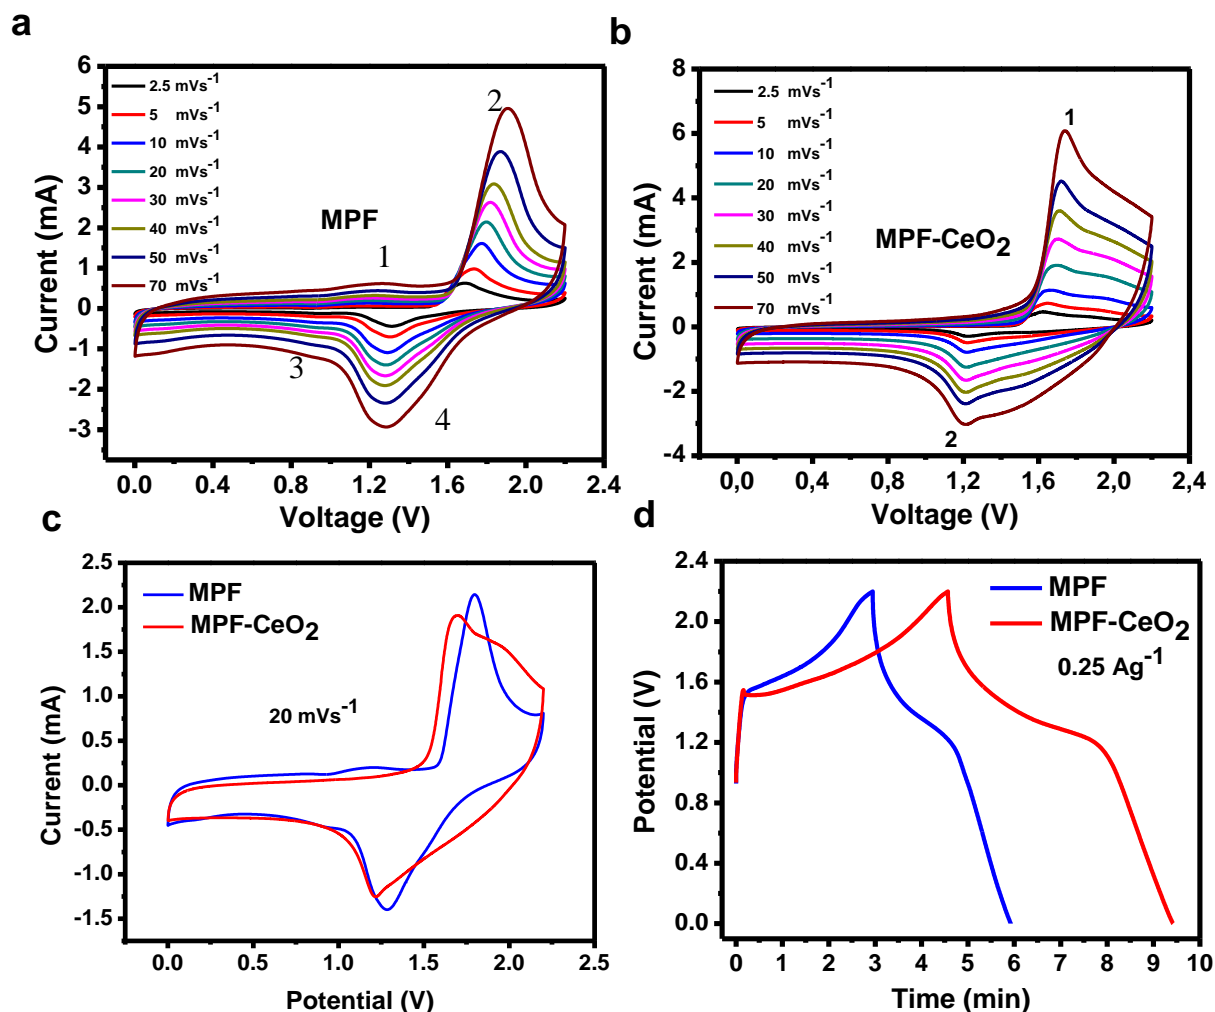 a
6
5
4
3
2
1
0
-1
-2
-3
Current (mA)
2.5 mVs-1
5 mVs-1
10 mVs-1
20 mVs-1
30 mVs-1
40 mVs-1
50 mVs-1
70 mVs-1
MPF
1
2
3
4
0.0 0.4 0.8 1.2 1.6 2.0 2.4
Voltage (V)
b
8
6
4
2
0
-2
-4
Current (mA)
2.5 mVs-1
5 mVs-1
10 mVs-1
20 mVs-1
30 mVs-1
40 mVs-1
50 mVs-1
70 mVs-1
MPF-CeO2
1
2
0,0 0,4 0,8 1,2 1,6 2,0 2,4
Voltage (V)
c
2.5
2.0
1.5
1.0
0.5
0.0
-0.5
-1.0
-1.5
Current (mA)
MPF
MPF-CeO2
20 mVs-1
0.0 0.5 1.0 1.5 2.0 2.5
Potential (V)
d
2.4
2.0
1.6
1.2
0.8
0.4
0.0
Potential (V)
MPF
MPF-CeO2
0.25 Ag-1
0 1 2 3 4 5 6 7 8 9 10
Time (min)